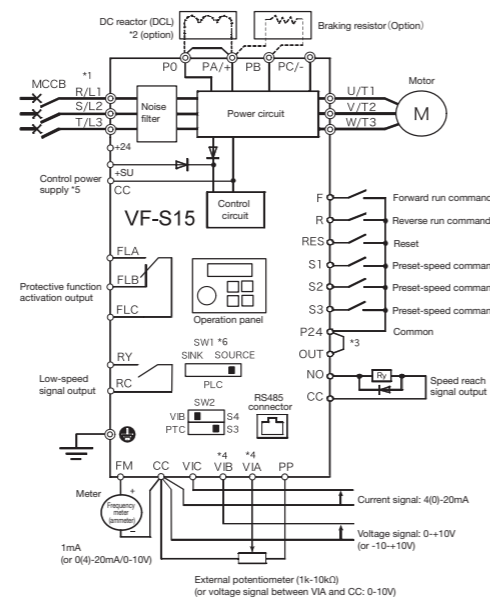 DC reactor (DCL)
*2 (option)
Braking resistor (Option)
P0
PA/+
PB
PC/-
MCCB
*1
R/L1
S/L2
T/L3
Noise
filter
Power circuit
U/T1
V/T2
W/T3
Motor
M
+24
+SU
CC
Control power
supply *5
Control
circuit
VF-S15
F
Forward run command
R
Reverse run command
RES
Reset
S1
Preset-speed command
S2
Preset-speed command
S3
Preset-speed command
P24
Common
*3
OUT
FLA
FLB
FLC
Protective function
activation output
Operation panel
SW1 *6
SINK SOURCE
PLC
RY
RC
Low-speed
signal output
NO
Ry
CC
Speed reach
signal output
SW2
VIB
S4
PTC
S3
RS485
connector
*4
*4
FM
CC
VIC
VIB
VIA
PP
Meter
+
Frequency
meter
(ammeter)
−
1mA
(or 0(4)-20mA/0-10V)
Current signal: 4(0)-20mA
Voltage signal: 0-+10V
(or -10-+10V)
External potentiometer (1k-10kΩ)
(or voltage signal between VIA and CC: 0-10V)